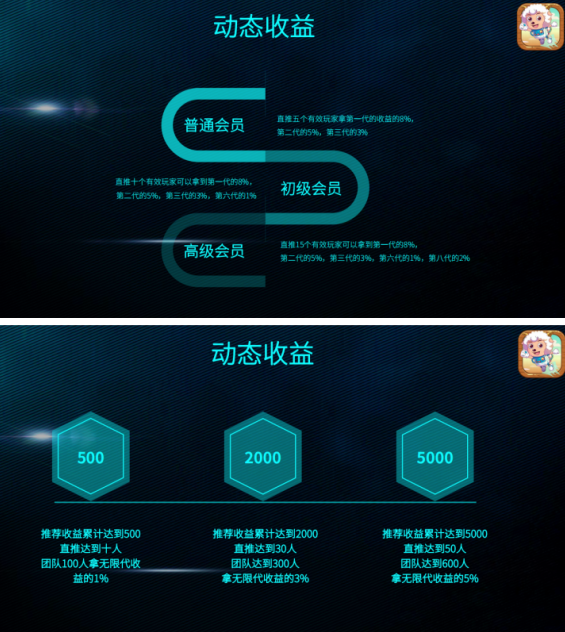 动态收益
普通会员
直推五个有效玩家拿第一代的收益的8%，
第二代的5%，第三代的3%
直推十个有效玩家可以拿到第一代的8%，
第二代的5%，第三代的3%，第六代的1%
初级会员
高级会员
直推15个有效玩家可以拿到第一代的8%，
第二代的5%，第三代的3%，第六代的1%，第八代的2%
动态收益
500
2000
5000
推荐收益累计达到500
直推达到十人
团队100人拿无限代收
益的1%
推荐收益累计达到2000
直推达到30人
团队达到300人
拿无限代收益的3%
推荐收益累计达到5000
直推达到50人
团队达到600人
拿无限代收益的5%